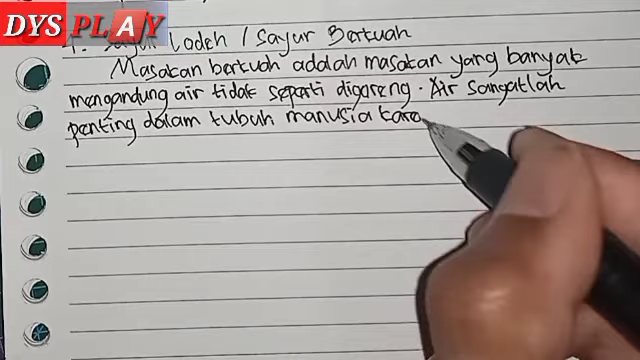 DYS PLAY
1. Sayur Lodeh / Sayur Berkuah
Masakan berkuah adalah masakan yang banyak
mengandung air tidak seperti digoreng. Air sangatlah
penting dalam tubuh manusia kare